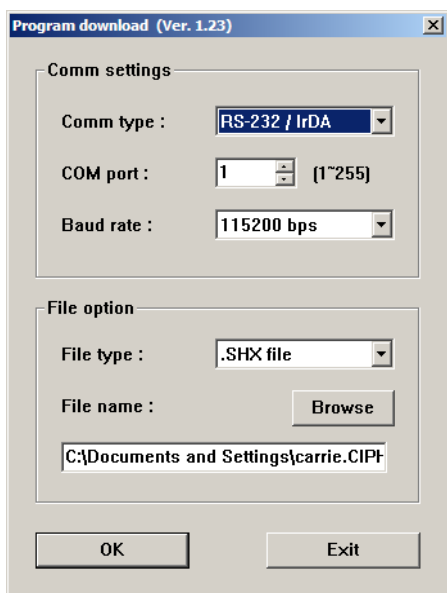 Program download (Ver. 1.23)
Comm settings
Comm type : RS-232 / IrDA
COM port : 1 (1~255)
Baud rate : 115200 bps
File option
File type : .SHX file
File name : Browse
C:\Documents and Settings\carrie.CIPH
OK Exit